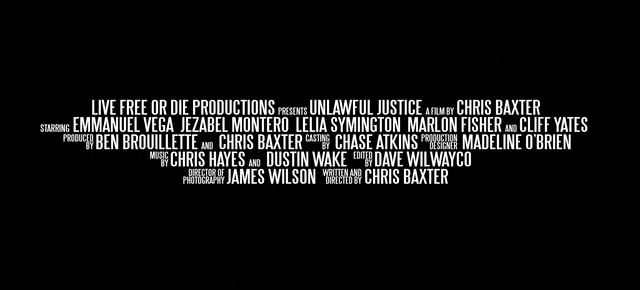 LIVE FREE OR DIE PRODUCTIONS PRESENTS UNLAWFUL JUSTICE A FILM BY CHRIS BAXTER
STARRING EMMANUEL VEGA JEZABEL MONTERO LELIA SYMINGTON MARLON FISHER AND CLIFF YATES
PRODUCED BY BEN BROUILLETTE AND CHRIS BAXTER CASTING BY CHASE ATKINS PRODUCTION DESIGNER MADELINE O'BRIEN
MUSIC BY CHRIS HAYES AND DUSTIN WAKE EDITED BY DAVE WILWAYCO
DIRECTOR OF PHOTOGRAPHY JAMES WILSON WRITTEN AND DIRECTED BY CHRIS BAXTER